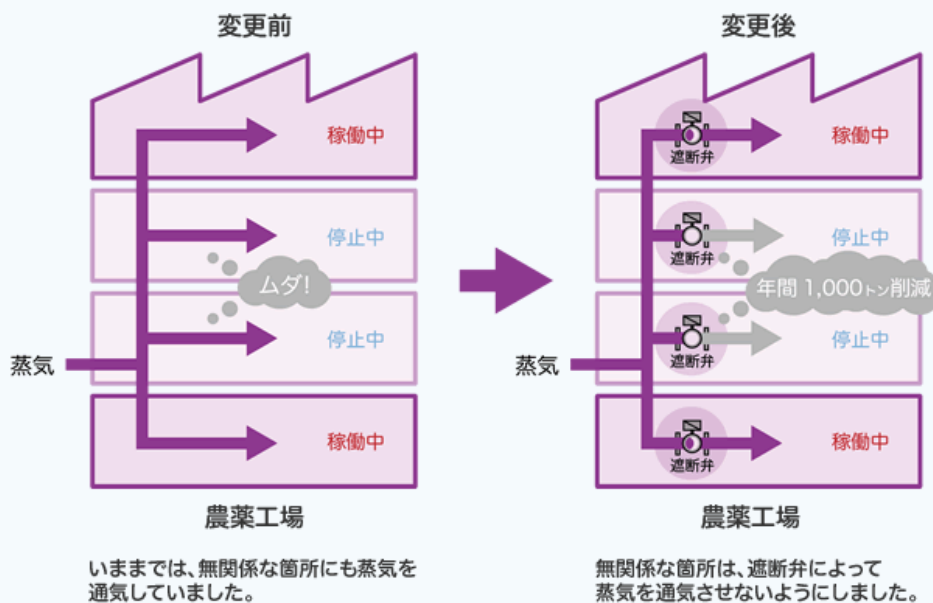 変更前
稼働中
停止中
ムダ!
停止中
蒸気
稼働中
農薬工場
いままでは、無関係な箇所にも蒸気を
通気していました。
変更後
遮断弁
稼働中
遮断弁
停止中
年間1,000トン削減
遮断弁
停止中
蒸気
遮断弁
稼働中
農薬工場
無関係な箇所は、遮断弁によって
蒸気を通気させないようにしました。